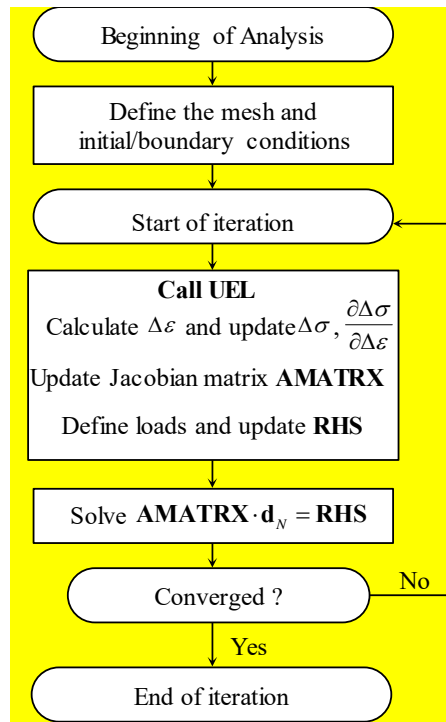 Beginning of Analysis
Define the mesh and
initial/boundary conditions
Start of iteration
Call UEL
Calculate Δε and update Δσ, ∂Δσ/∂Δε
Update Jacobian matrix AMATRX
Define loads and update RHS
Solve AMATRX · d_N = RHS
Converged ?
No
Yes
End of iteration